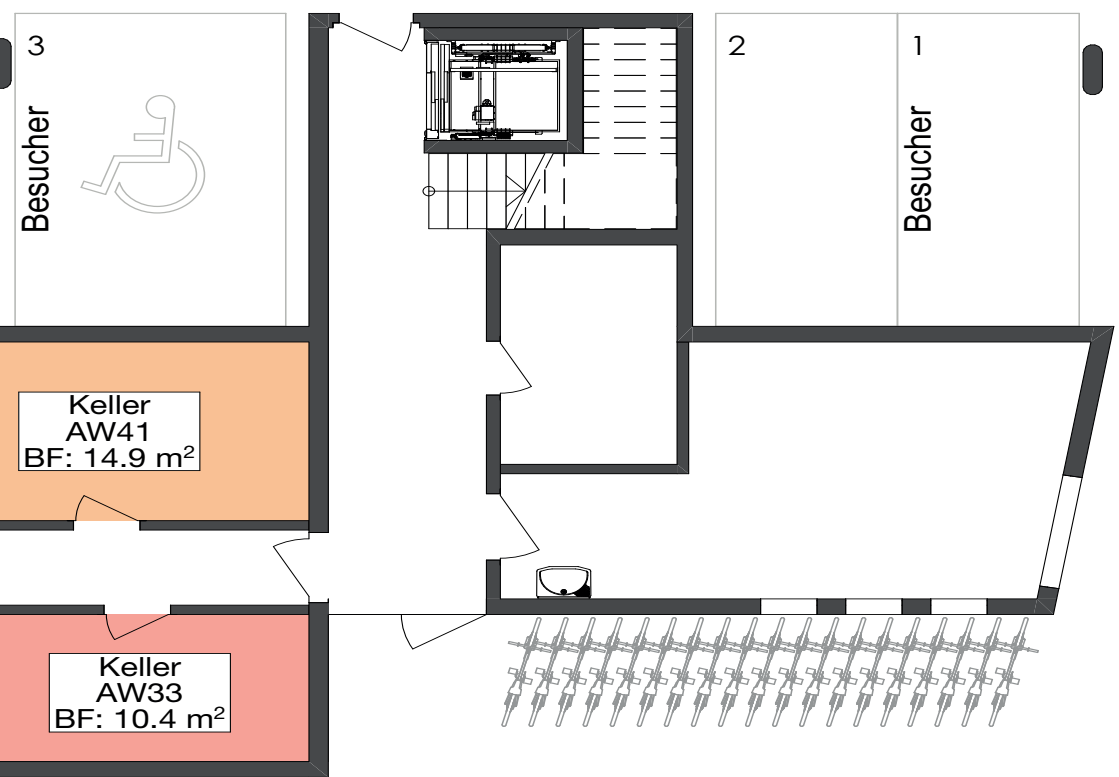 3
Besucher
2
1
Besucher
Keller
AW41
BF: 14.9 m²
Keller
AW33
BF: 10.4 m²